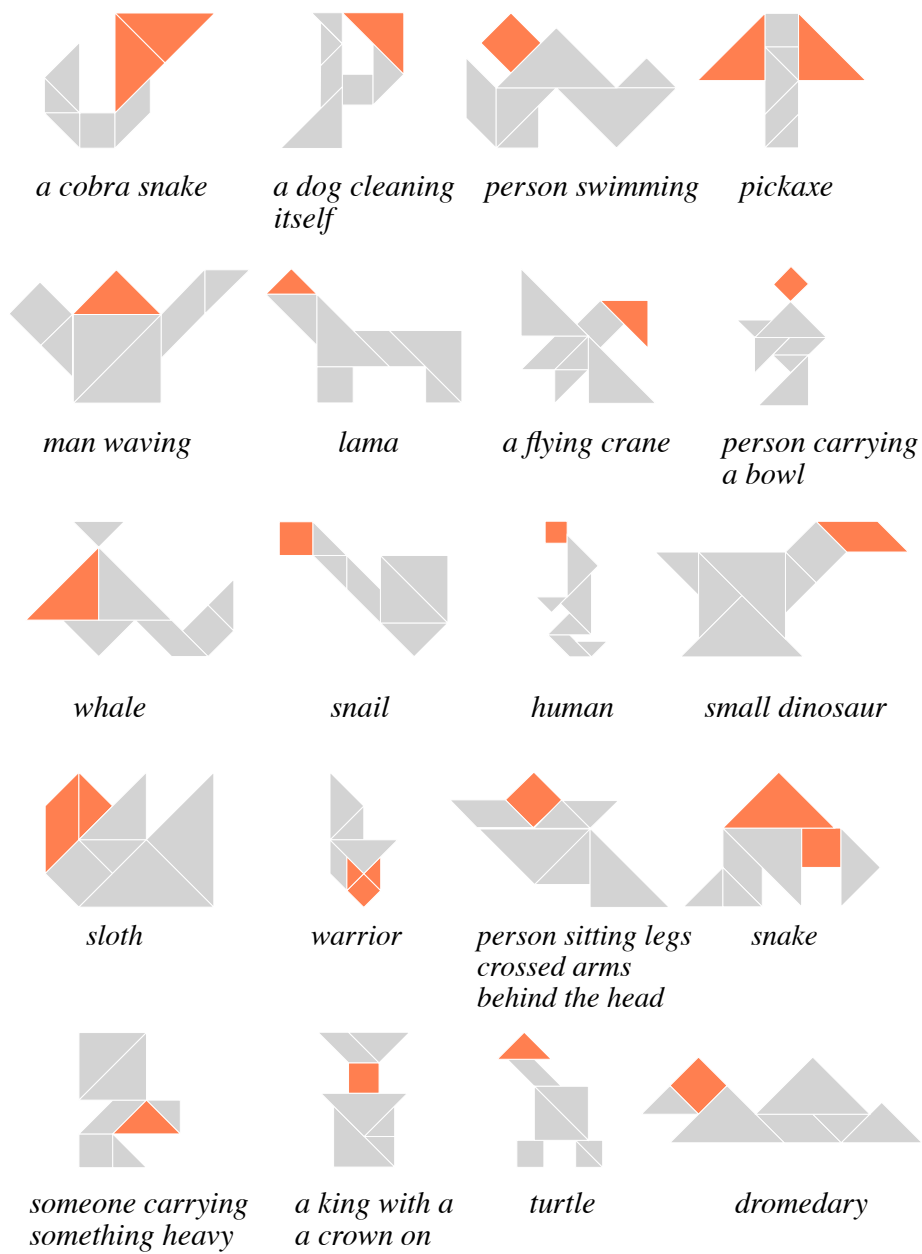 a cobra snake
a dog cleaning
itself
person swimming
pickaxe
man waving
lama
a flying crane
person carrying
a bowl
whale
snail
human
small dinosaur
sloth
warrior
person sitting legs
crossed arms
behind the head
snake
someone carrying
something heavy
a king with a
a crown on
turtle
dromedary